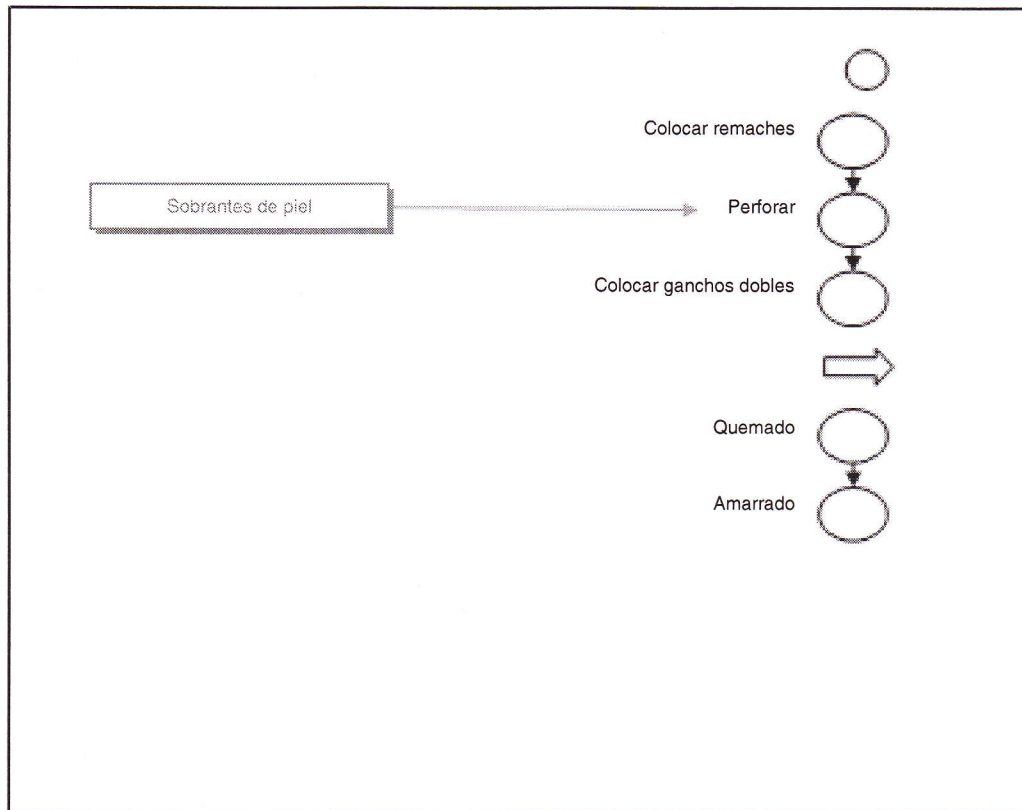 Colocar remaches
Sobrantes de piel
Perforar
Colocar ganchos dobles
Quemado
Amarrado